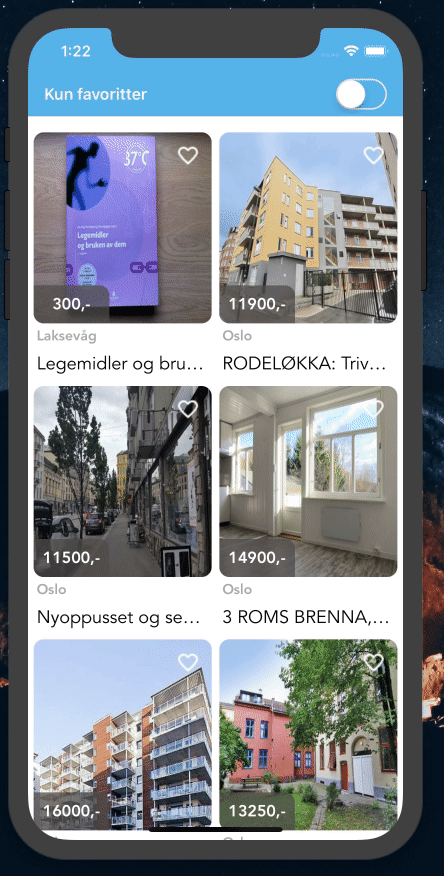 1:22
Kun favoritter
37°C
Legemidler
og bruken av dem
300,-
11900,-
Laksevåg
Oslo
Legemidler og bru...
RODELØKKA: Triv...
11500,-
14900,-
Oslo
Oslo
Nyoppusset og se...
3 ROMS BRENNA,...
16000,-
13250,-